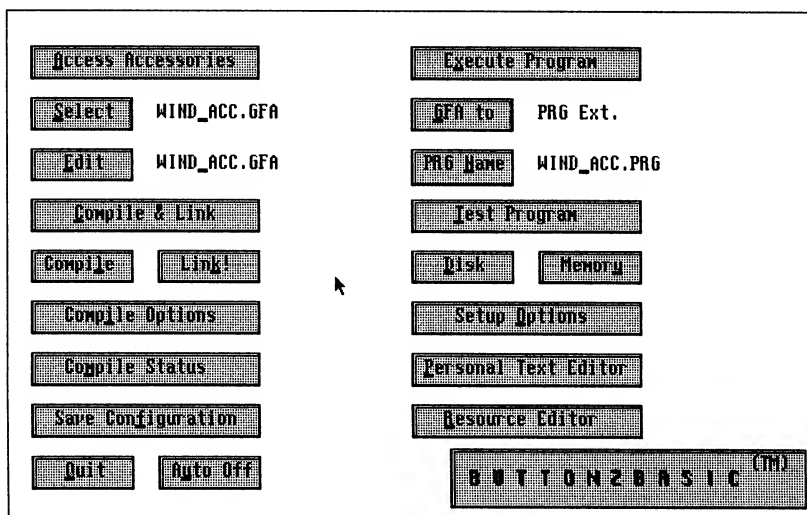 Access Accessories
Execute Program
Select WIND_ACC.GFA
GFA to PRG Ext.
Edit WIND_ACC.GFA
PRG Name WIND_ACC.PRG
Compile & Link
Test Program
Compile Link!
Disk Memory
Compile Options
Setup Options
Compile Status
Personal Text Editor
Save Configuration
Resource Editor
Quit Auto Off
BUTTONZBASIC (TM)